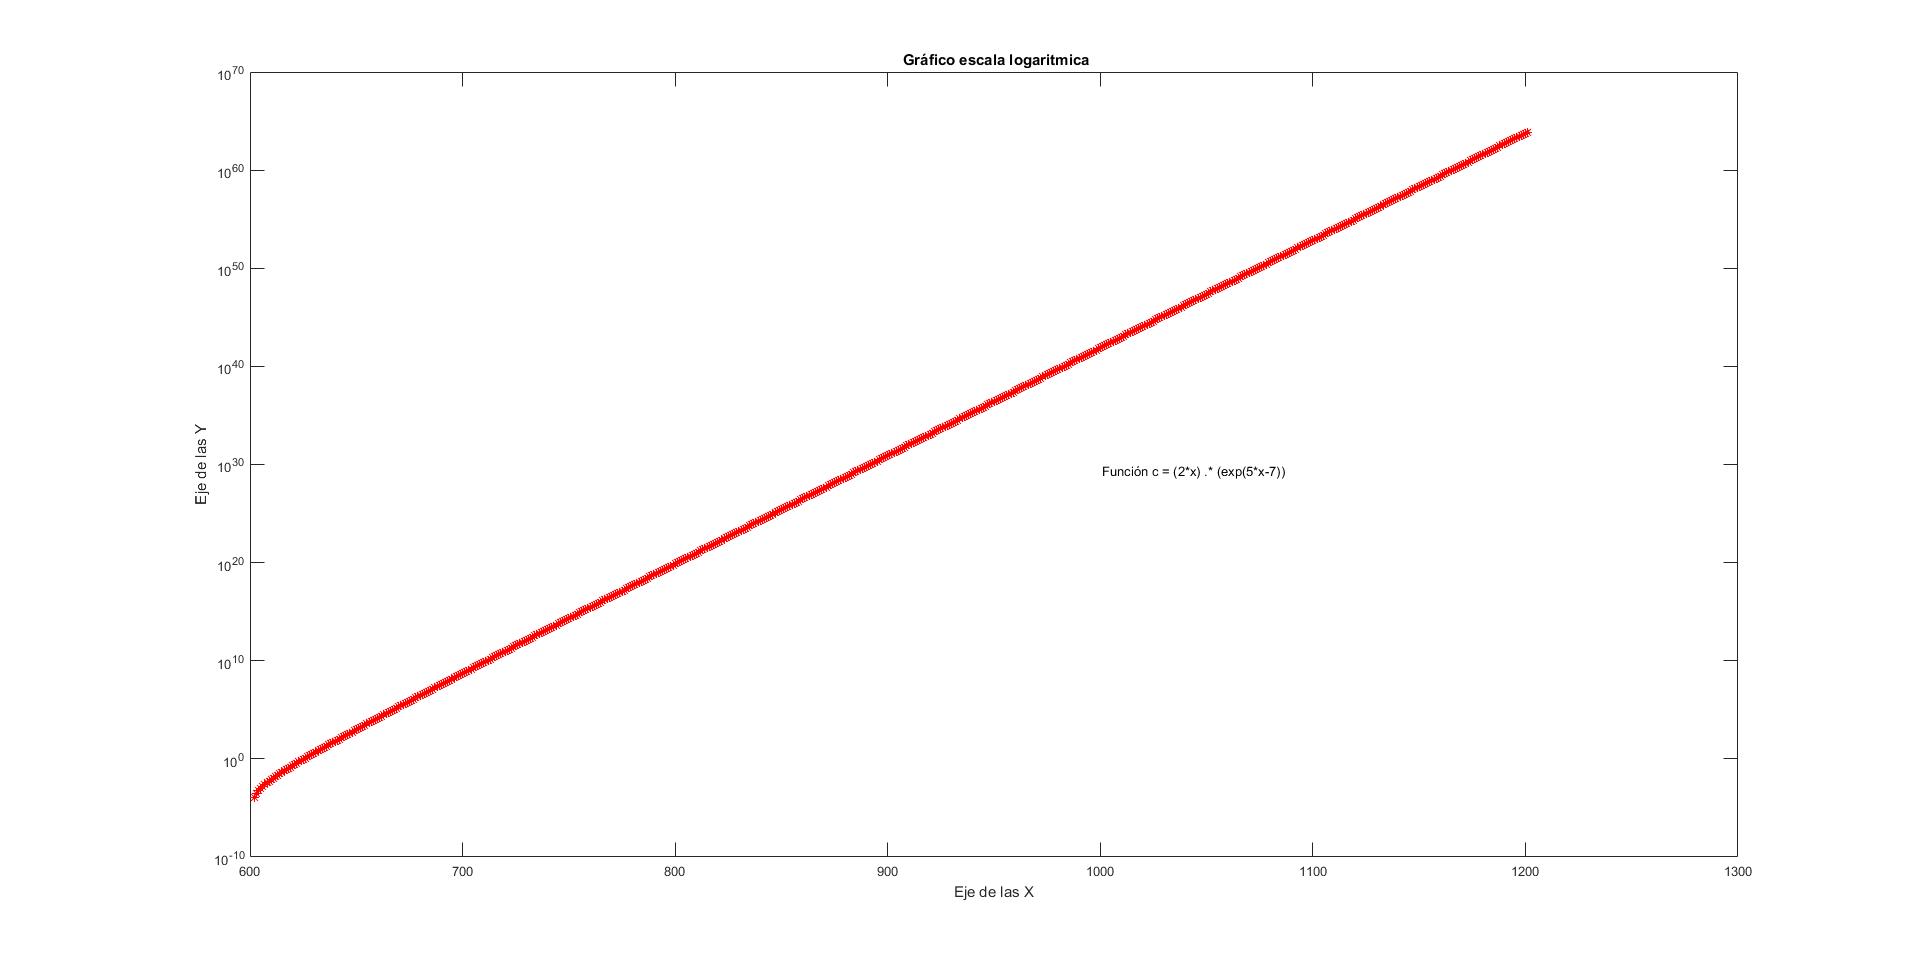 Gráfico escala logaritmica
10^70
10^60
10^50
10^40
10^30
10^20
10^10
10^0
10^-10
Eje de las Y
Función c = (2*x) .* (exp(5*x-7))
600 700 800 900 1000 1100 1200 1300
Eje de las X